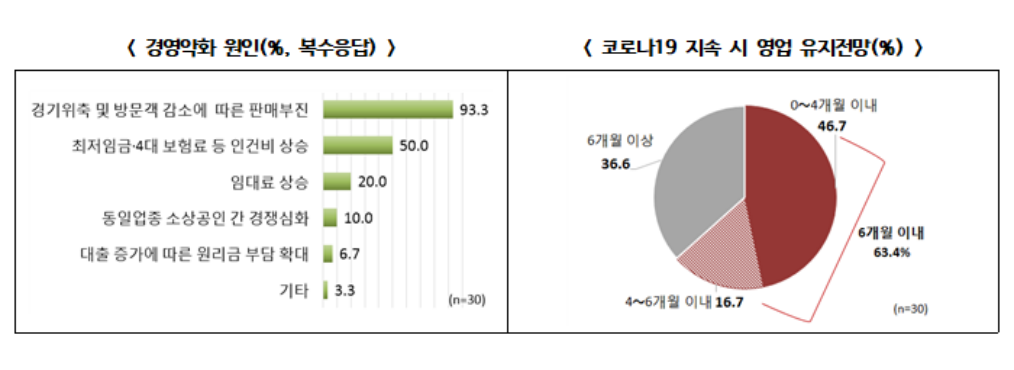 < 경영악화 원인(%, 복수응답) >
경기위축 및 방문객 감소에 따른 판매부진 93.3
최저임금·4대 보험료 등 인건비 상승 50.0
임대료 상승 20.0
동일업종 소상공인 간 경쟁심화 10.0
대출 증가에 따른 원리금 부담 확대 6.7
기타 3.3
(n=30)
< 코로나19 지속 시 영업 유지전망(%) >
0~4개월 이내
46.7
6개월 이상
36.6
6개월 이내
63.4%
4~6개월 이내 16.7
(n=30)